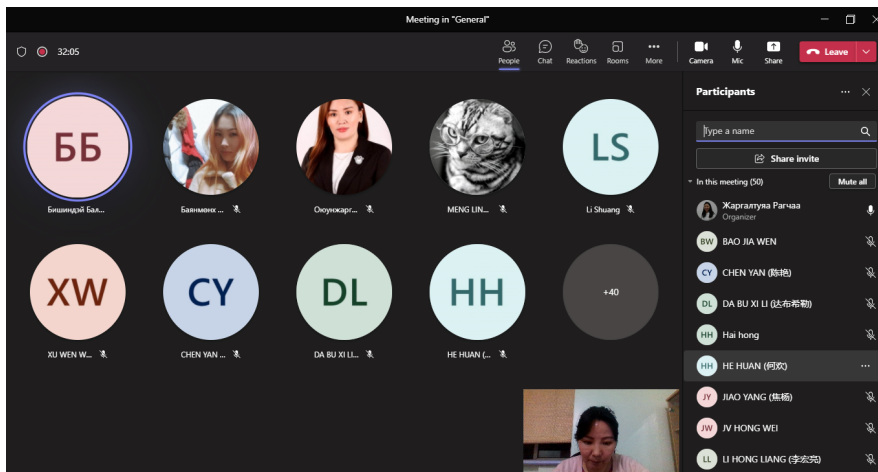 Meeting in "General"
32:05
People
Chat
Reactions
Rooms
More
Camera
Mic
Share
Leave
ББ
Бишиндэй Бал...
Баянмөнх ...
Оюунжарг...
MENG LIN...
LS
Li Shuang
XW
XU WEN W...
CY
CHEN YAN ...
DL
DA BU XI LI...
HH
HE HUAN (...
+40
Participants
Type a name
Share invite
In this meeting (50)
Mute all
Жаргалтуяа Рагчаа
Organizer
BW BAO JIA WEN
CY CHEN YAN (陈艳)
DL DA BU XI LI (达布希勒)
HH Hai hong
HH HE HUAN (何欢)
JY JIAO YANG (焦杨)
JW JV HONG WEI
LL LI HONG LIANG (李宏亮)